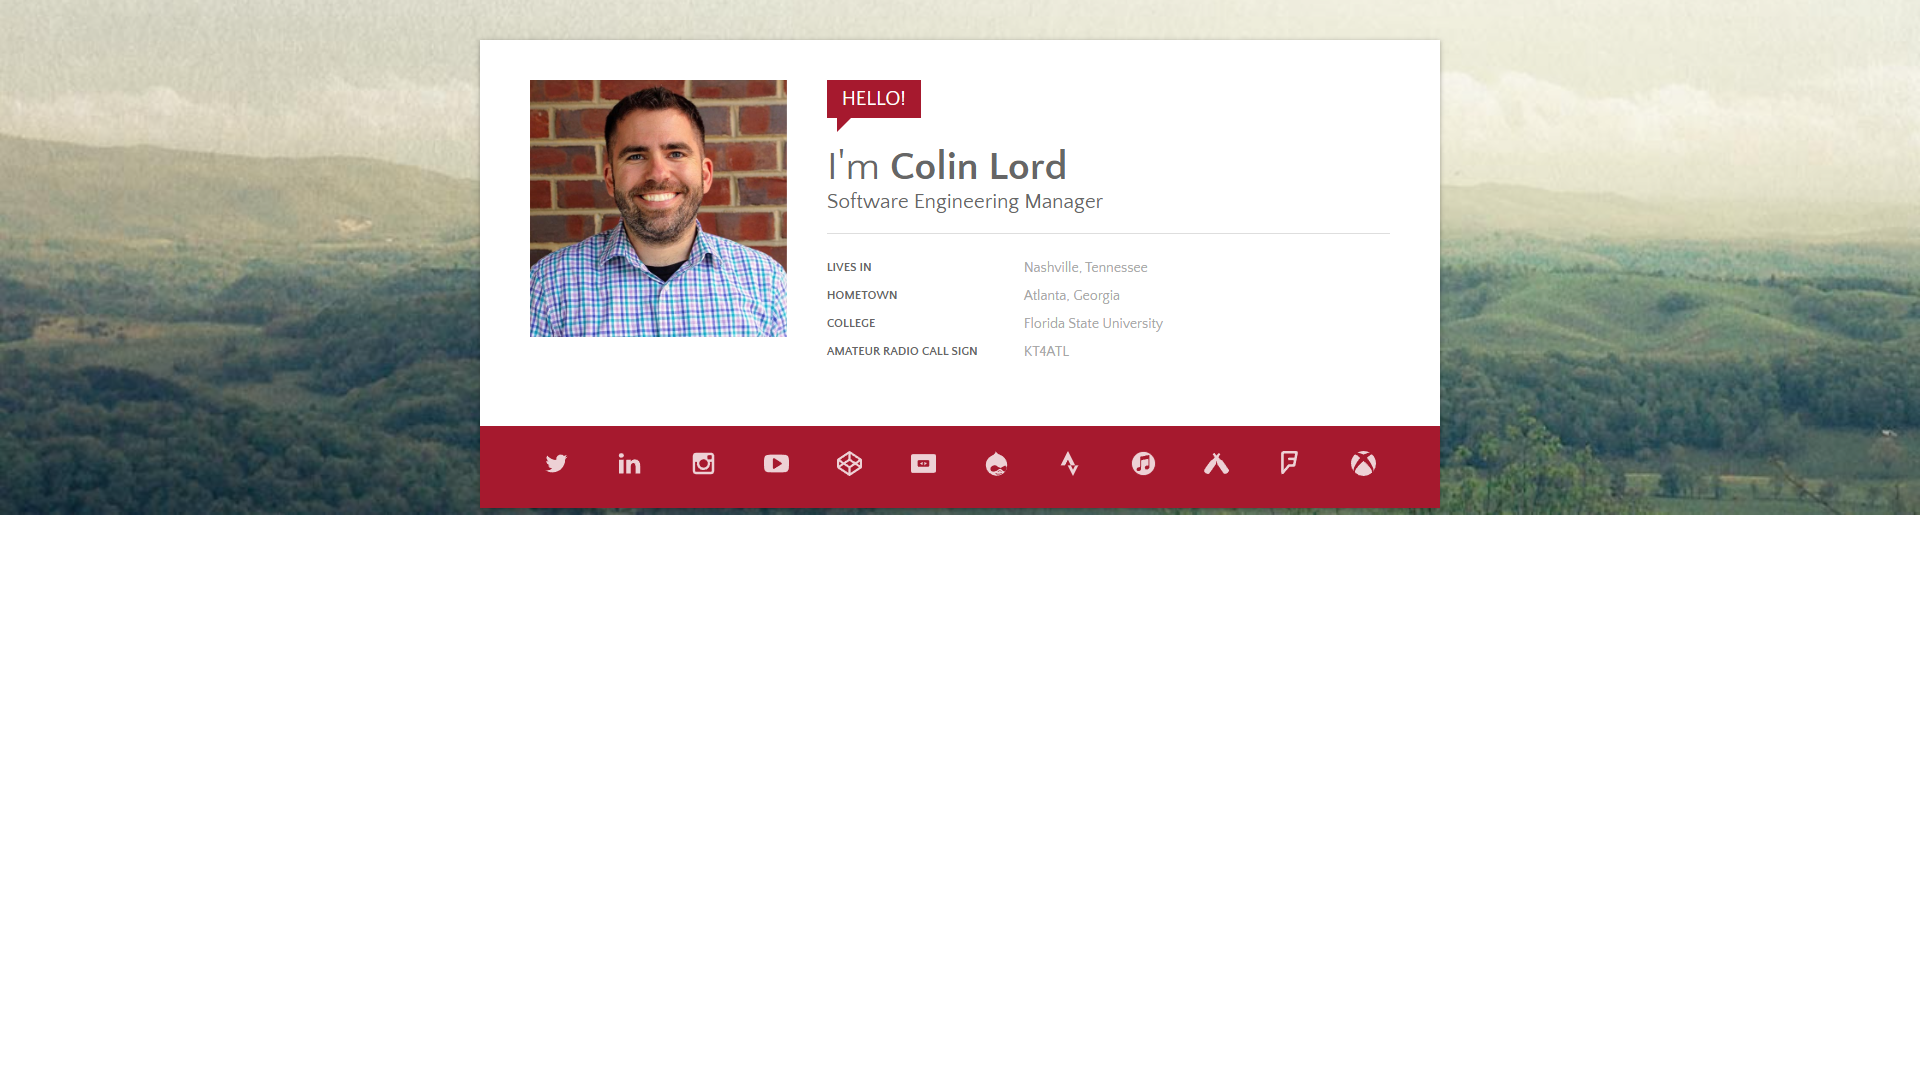 HELLO!
I'm Colin Lord
Software Engineering Manager
LIVES IN Nashville, Tennessee
HOMETOWN Atlanta, Georgia
COLLEGE Florida State University
AMATEUR RADIO CALL SIGN KT4ATL